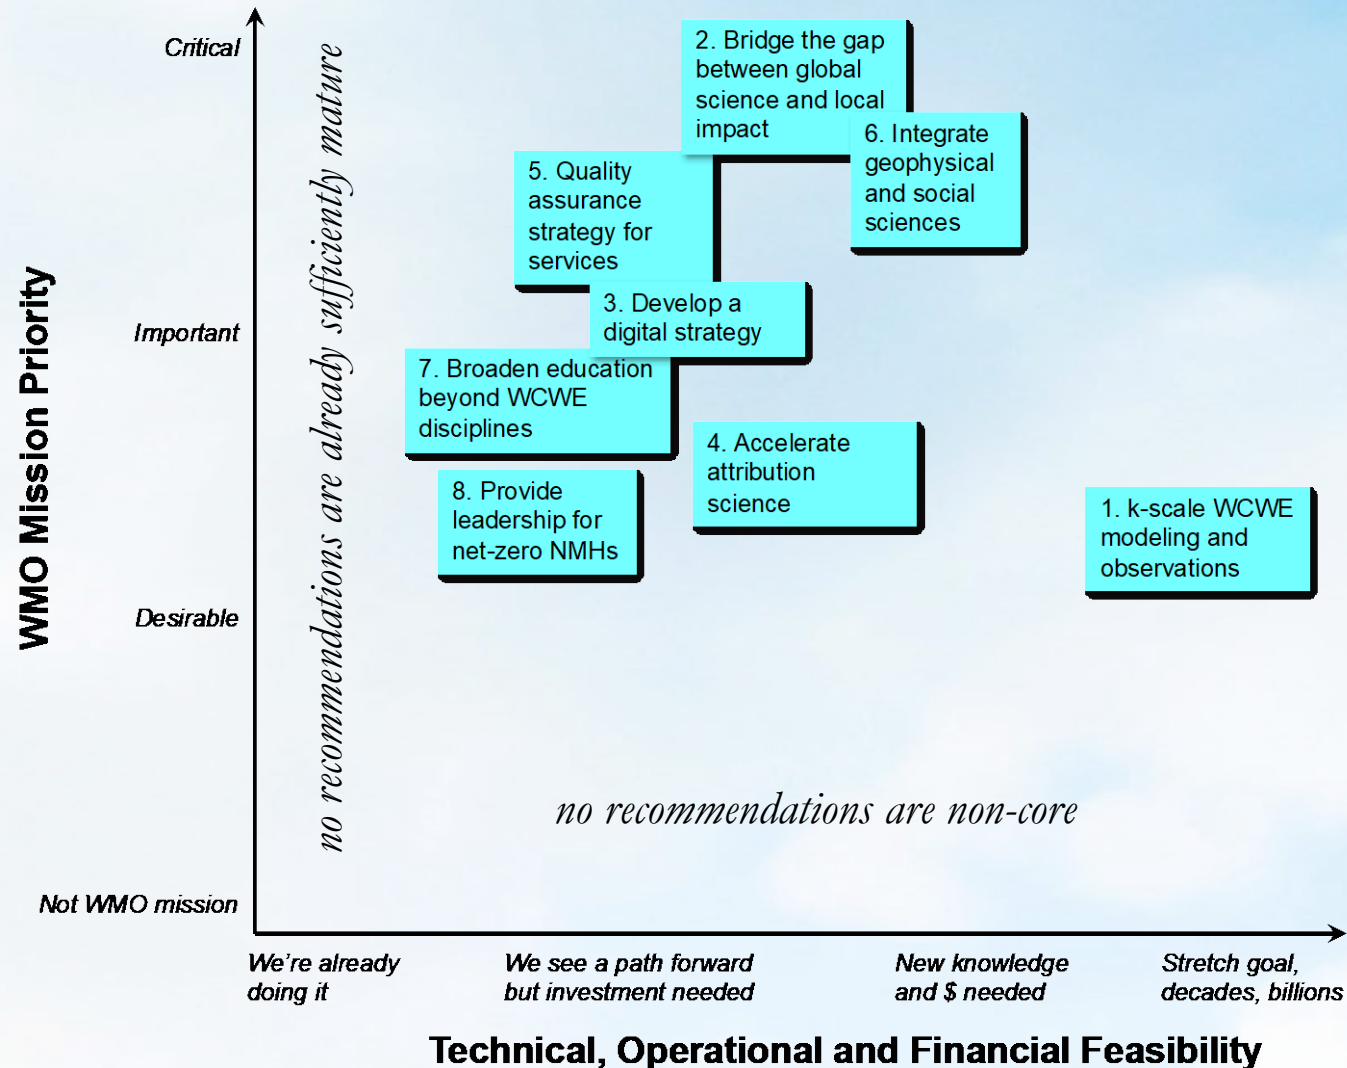 Critical
Important
Desirable
Not WMO mission
WMO Mission Priority
no recommendations are already sufficiently mature
2. Bridge the gap
between global
science and local
impact
6. Integrate
geophysical
and social
sciences
5. Quality
assurance
strategy for
services
3. Develop a
digital strategy
7. Broaden education
beyond WCWE
disciplines
4. Accelerate
attribution
science
8. Provide
leadership for
net-zero NMHs
1. k-scale WCWE
modeling and
observations
no recommendations are non-core
We're already
doing it
We see a path forward
but investment needed
New knowledge
and $ needed
Stretch goal,
decades, billions
Technical, Operational and Financial Feasibility